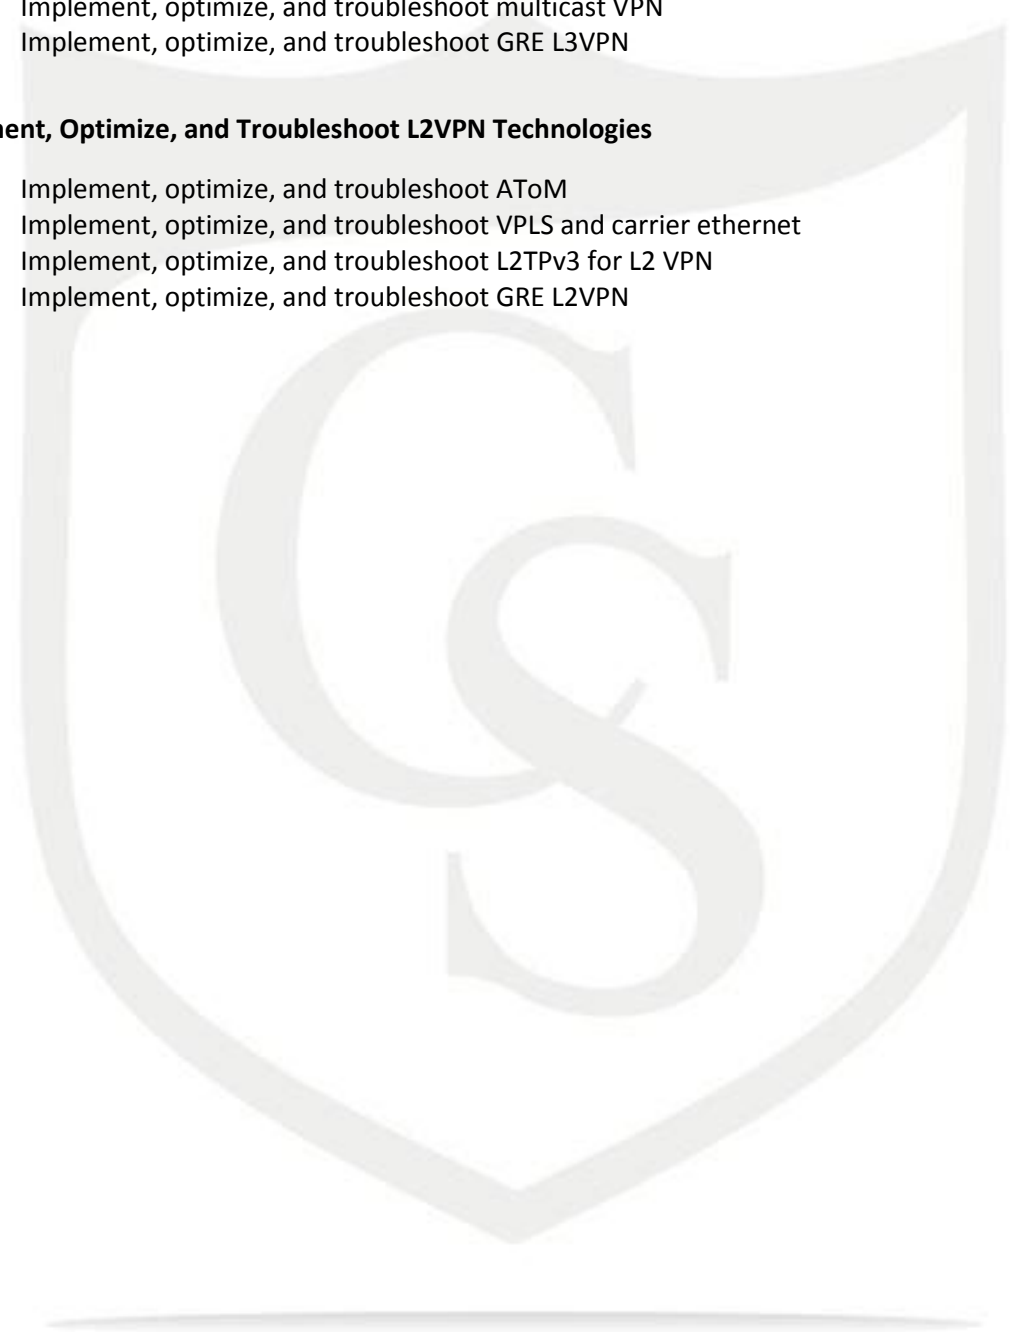 Implement, optimize, and troubleshoot multicast VPN
Implement, optimize, and troubleshoot GRE L3VPN
ent, Optimize, and Troubleshoot L2VPN Technologies
Implement, optimize, and troubleshoot AToM
Implement, optimize, and troubleshoot VPLS and carrier ethernet
Implement, optimize, and troubleshoot L2TPv3 for L2 VPN
Implement, optimize, and troubleshoot GRE L2VPN
CS